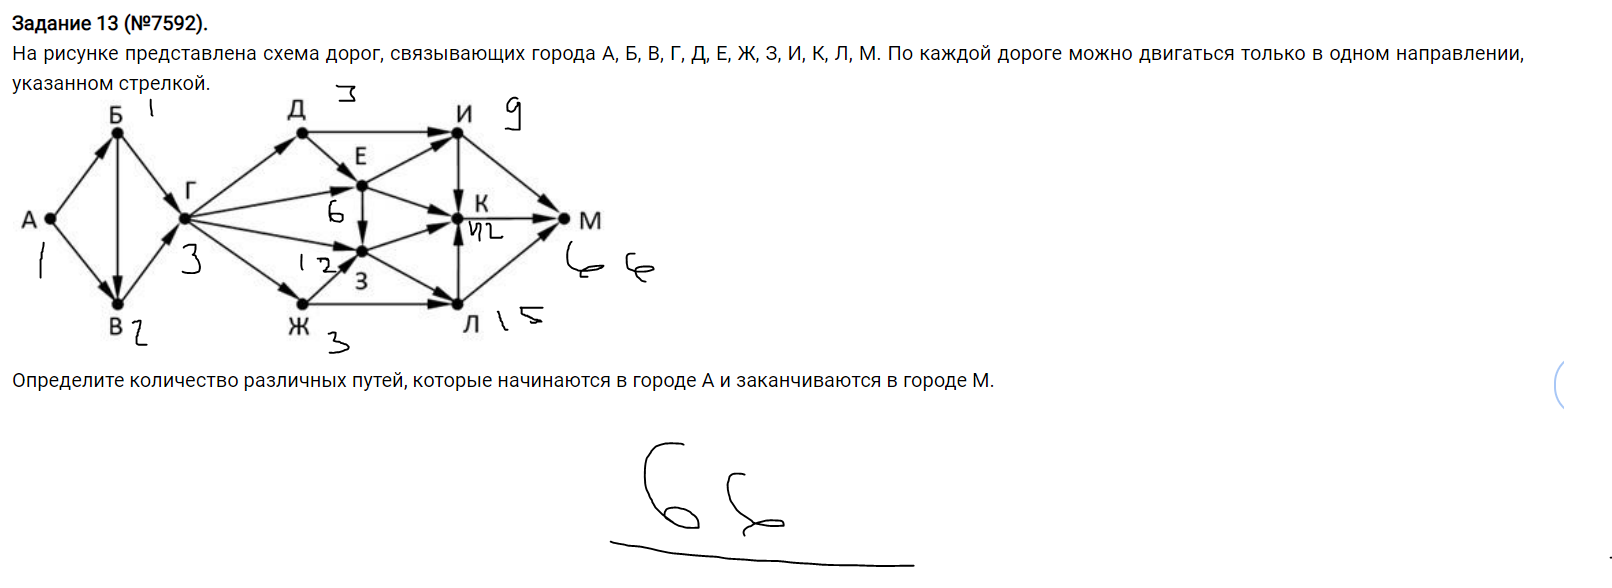 Задание 13 (№7592).
На рисунке представлена схема дорог, связывающих города А, Б, В, Г, Д, Е, Ж, З, И, К, Л, М. По каждой дороге можно двигаться только в одном направлении,
указанном стрелкой.
Б 1 Д 3 И 9
Е
Г К
А 6 42 М
1 3 12 66
З
В 2 Ж 3 Л 15
Определите количество различных путей, которые начинаются в городе А и заканчиваются в городе М.
66